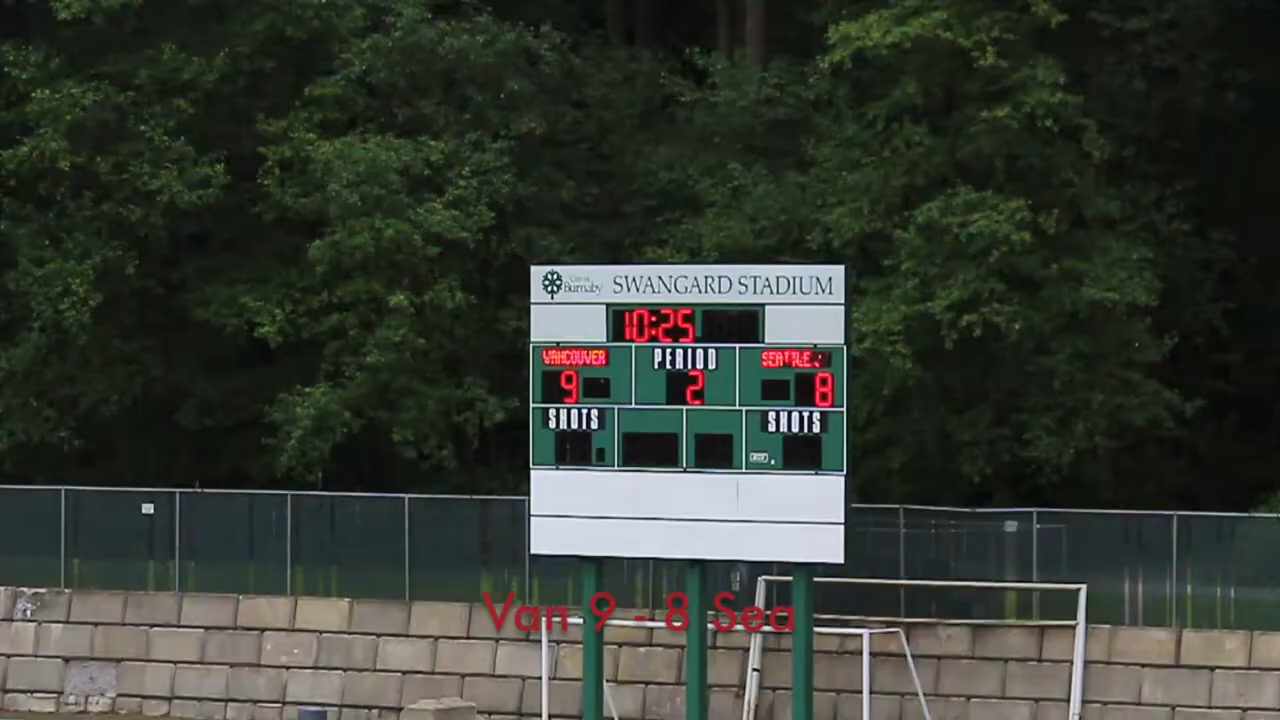 City of
Burnaby
SWANGARD STADIUM
10:25
VANCOUVER
PERIOD
SEATTLE
9
2
8
SHOTS
SHOTS
Van 9 - 8 Sea